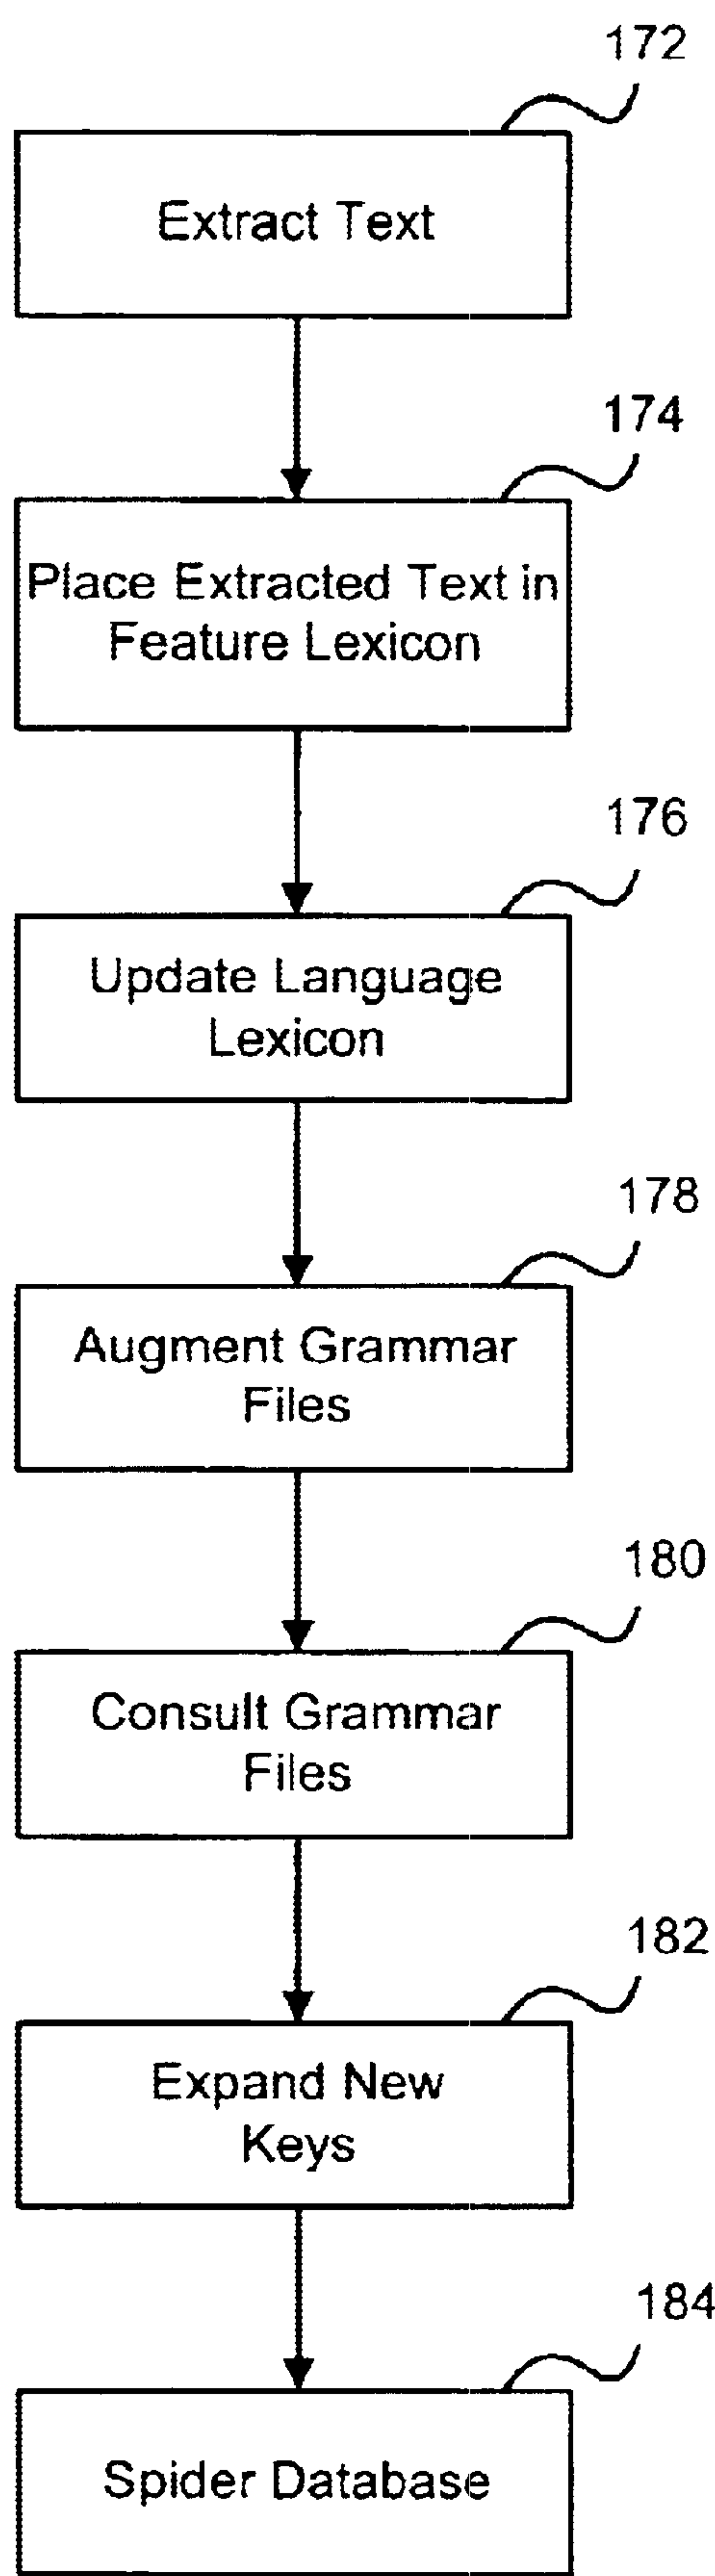 172
Extract Text
174
Place Extracted Text in
Feature Lexicon
176
Update Language
Lexicon
178
Augment Grammar
Files
180
Consult Grammar
Files
182
Expand New
Keys
184
Spider Database